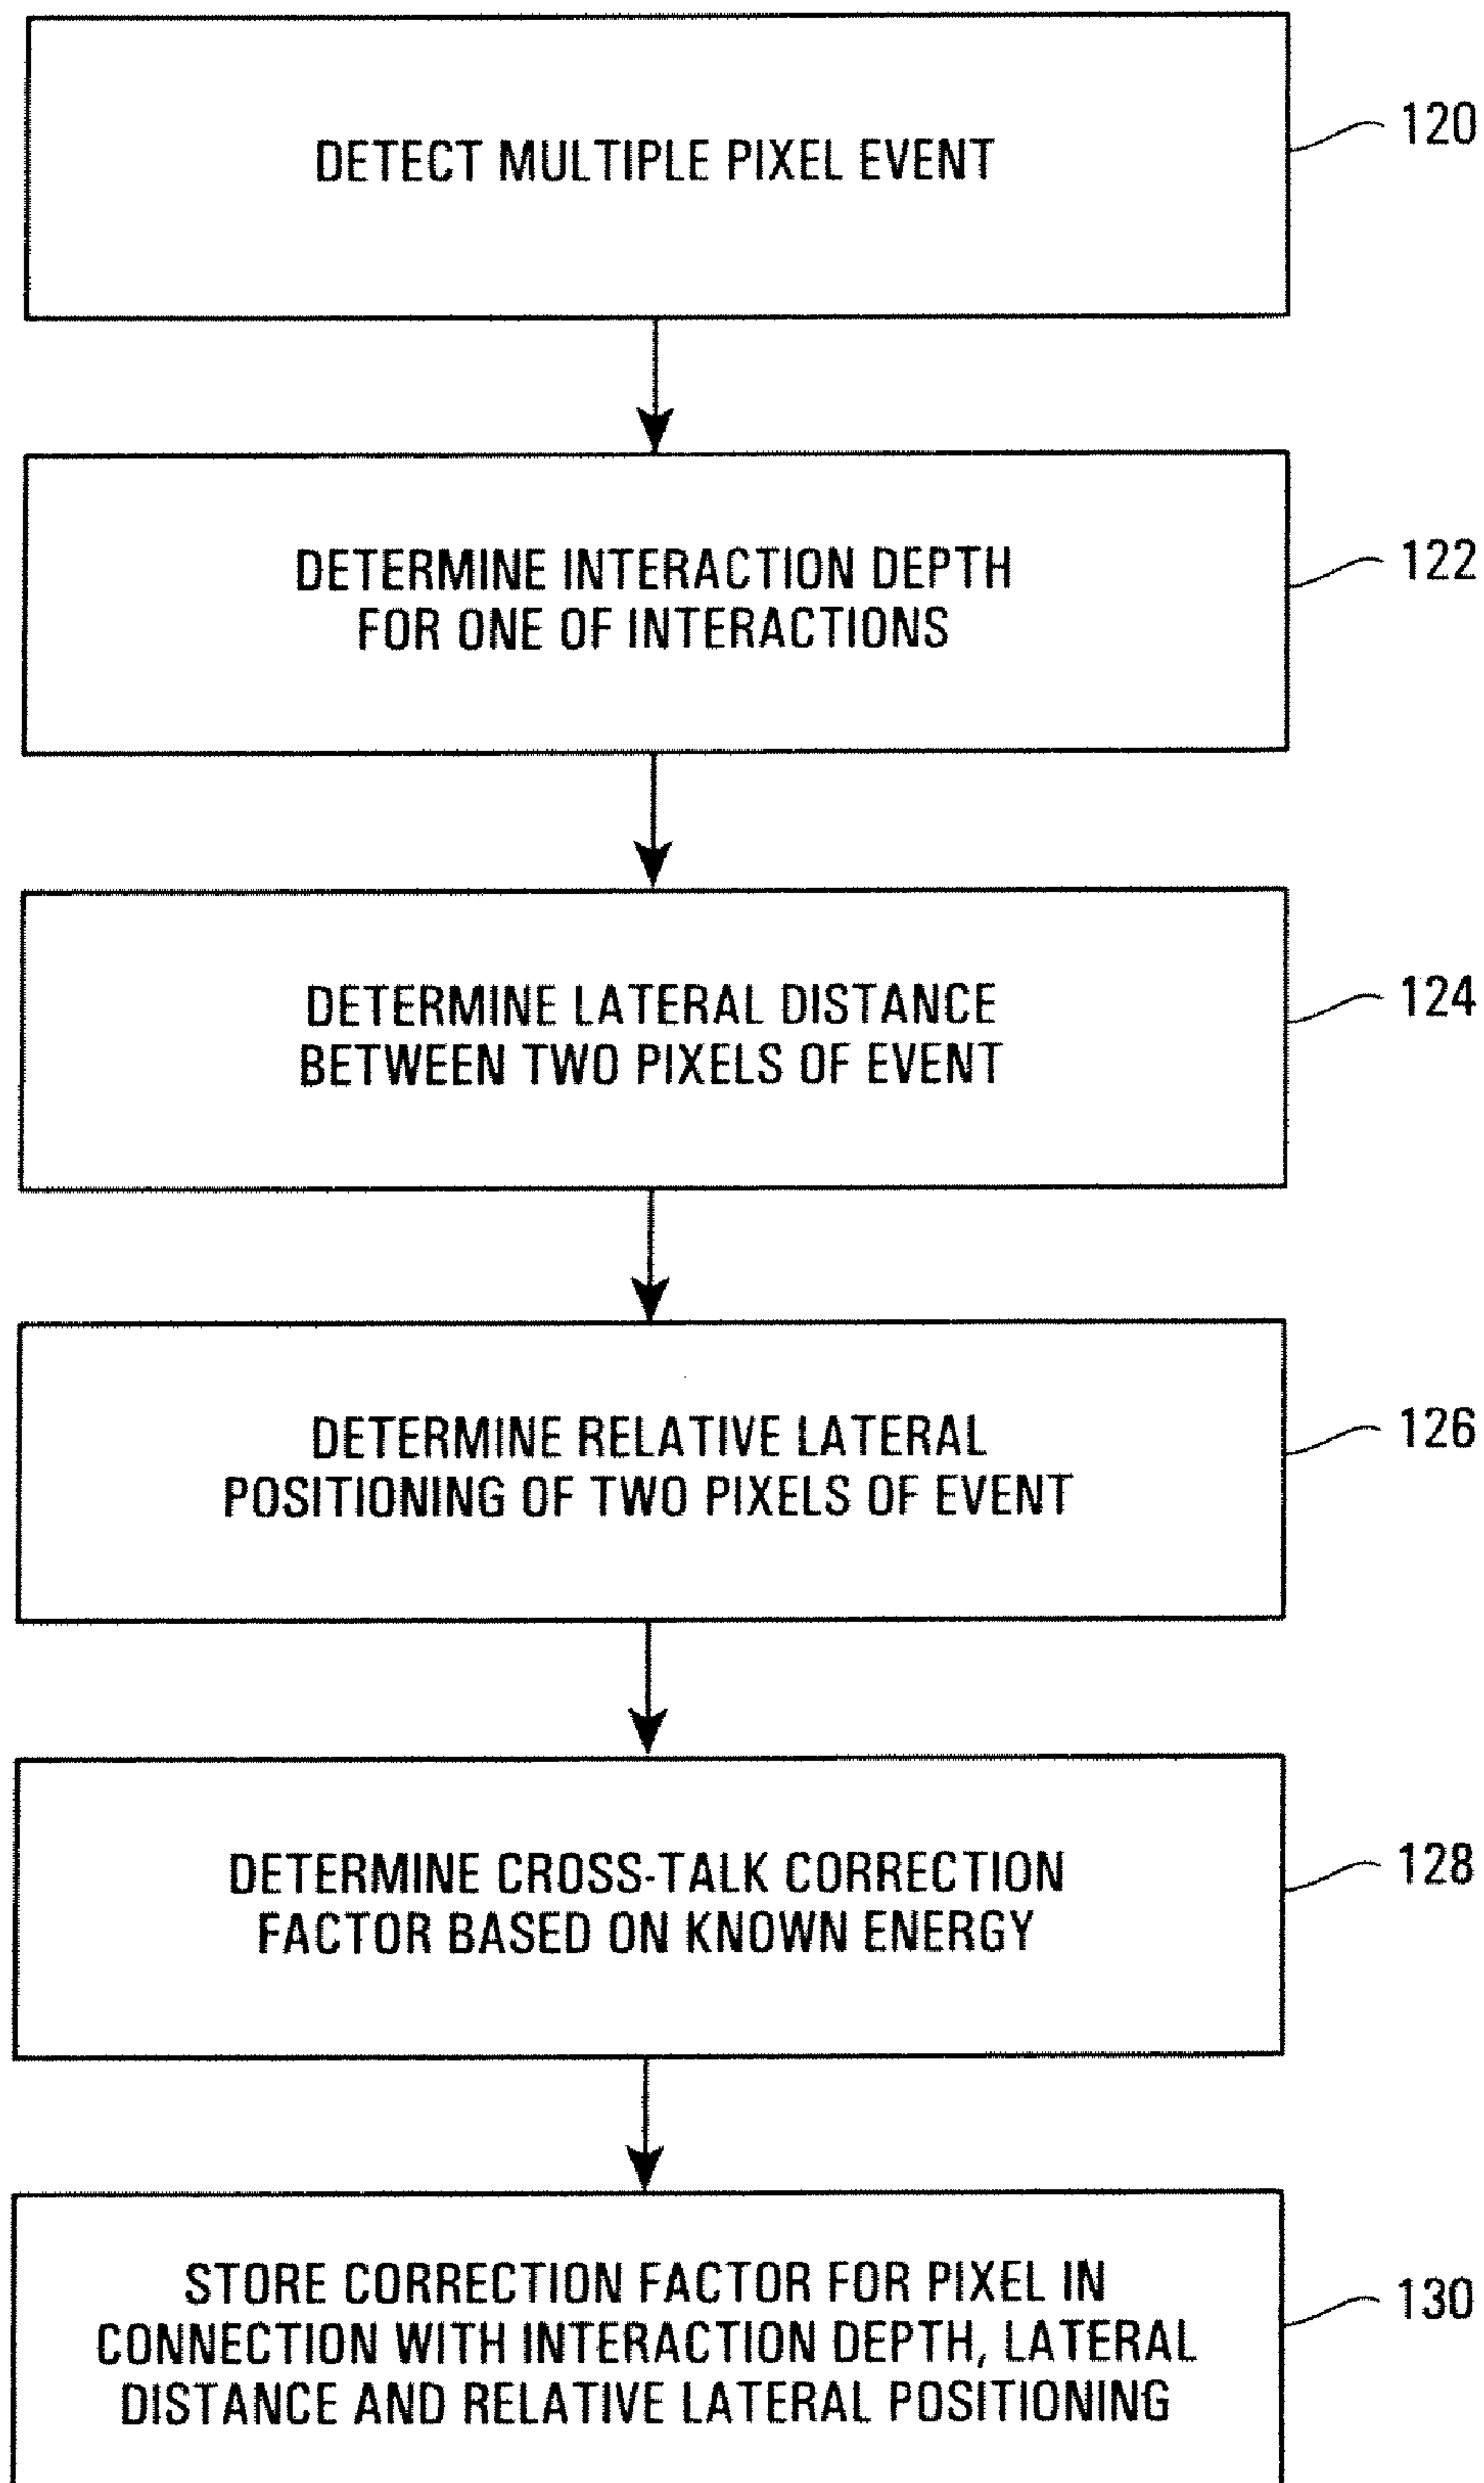 DETECT MULTIPLE PIXEL EVENT
120
DETERMINE INTERACTION DEPTH
FOR ONE OF INTERACTIONS
122
DETERMINE LATERAL DISTANCE
BETWEEN TWO PIXELS OF EVENT
124
DETERMINE RELATIVE LATERAL
POSITIONING OF TWO PIXELS OF EVENT
126
DETERMINE CROSS-TALK CORRECTION
FACTOR BASED ON KNOWN ENERGY
128
STORE CORRECTION FACTOR FOR PIXEL IN
CONNECTION WITH INTERACTION DEPTH, LATERAL
DISTANCE AND RELATIVE LATERAL POSITIONING
130